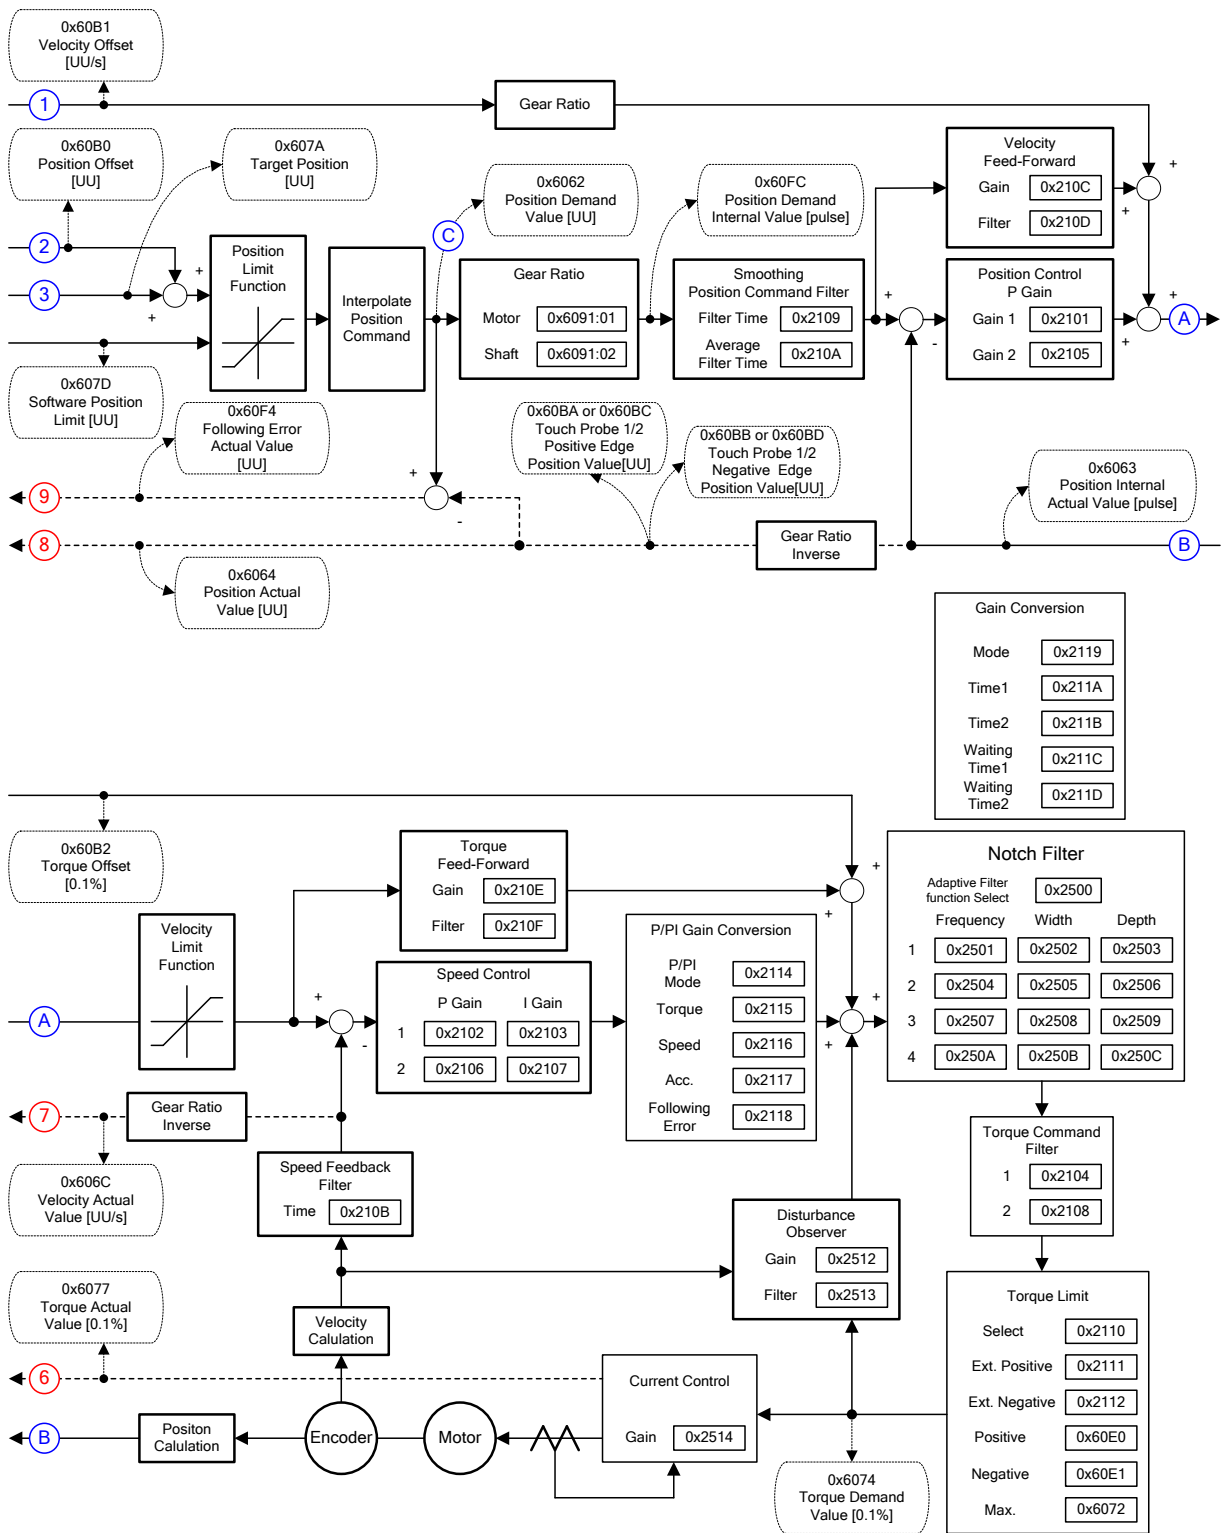 0x60B1
Velocity Offset
[UU/s]
1
Gear Ratio
0x60B0
Position Offset
[UU]
0x607A
Target Position
[UU]
0x6062
Position Demand
Value [UU]
0x60FC
Position Demand
Internal Value [pulse]
Velocity
Feed-Forward
Gain 0x210C
Filter 0x210D
+
+
2
3
+
+
Position
Limit
Function
Interpolate
Position
Command
C
Gear Ratio
Motor 0x6091:01
Shaft 0x6091:02
Smoothing
Position Command Filter
Filter Time 0x2109
Average
Filter Time 0x210A
+
-
Position Control
P Gain
Gain 1 0x2101
Gain 2 0x2105
+
+
A
0x607D
Software Position
Limit [UU]
0x60F4
Following Error
Actual Value
[UU]
0x60BA or 0x60BC
Touch Probe 1/2
Positive Edge
Position Value[UU]
0x60BB or 0x60BD
Touch Probe 1/2
Negative Edge
Position Value[UU]
0x6063
Position Internal
Actual Value [pulse]
9
+
-
8
Gear Ratio
Inverse
B
0x6064
Position Actual
Value [UU]
Gain Conversion
Mode 0x2119
Time1 0x211A
Time2 0x211B
Waiting
Time1 0x211C
Waiting
Time2 0x211D
0x60B2
Torque Offset
[0.1%]
Torque
Feed-Forward
Gain 0x210E
Filter 0x210F
+
+
Notch Filter
Adaptive Filter
function Select 0x2500
Frequency Width Depth
1 0x2501 0x2502 0x2503
2 0x2504 0x2505 0x2506
3 0x2507 0x2508 0x2509
4 0x250A 0x250B 0x250C
Velocity
Limit
Function
A
+
-
Speed Control
P Gain I Gain
1 0x2102 0x2103
2 0x2106 0x2107
P/PI Gain Conversion
P/PI
Mode 0x2114
Torque 0x2115
Speed 0x2116
Acc. 0x2117
Following
Error 0x2118
+
+
7
Gear Ratio
Inverse
0x606C
Velocity Actual
Value [UU/s]
Speed Feedback
Filter
Time 0x210B
Torque Command
Filter
1 0x2104
2 0x2108
Disturbance
Observer
Gain 0x2512
Filter 0x2513
0x6077
Torque Actual
Value [0.1%]
Velocity
Calulation
6
Current Control
Gain 0x2514
Torque Limit
Select 0x2110
Ext. Positive 0x2111
Ext. Negative 0x2112
Positive 0x60E0
Negative 0x60E1
Max. 0x6072
B
Positon
Calulation
Encoder
Motor
0x6074
Torque Demand
Value [0.1%]